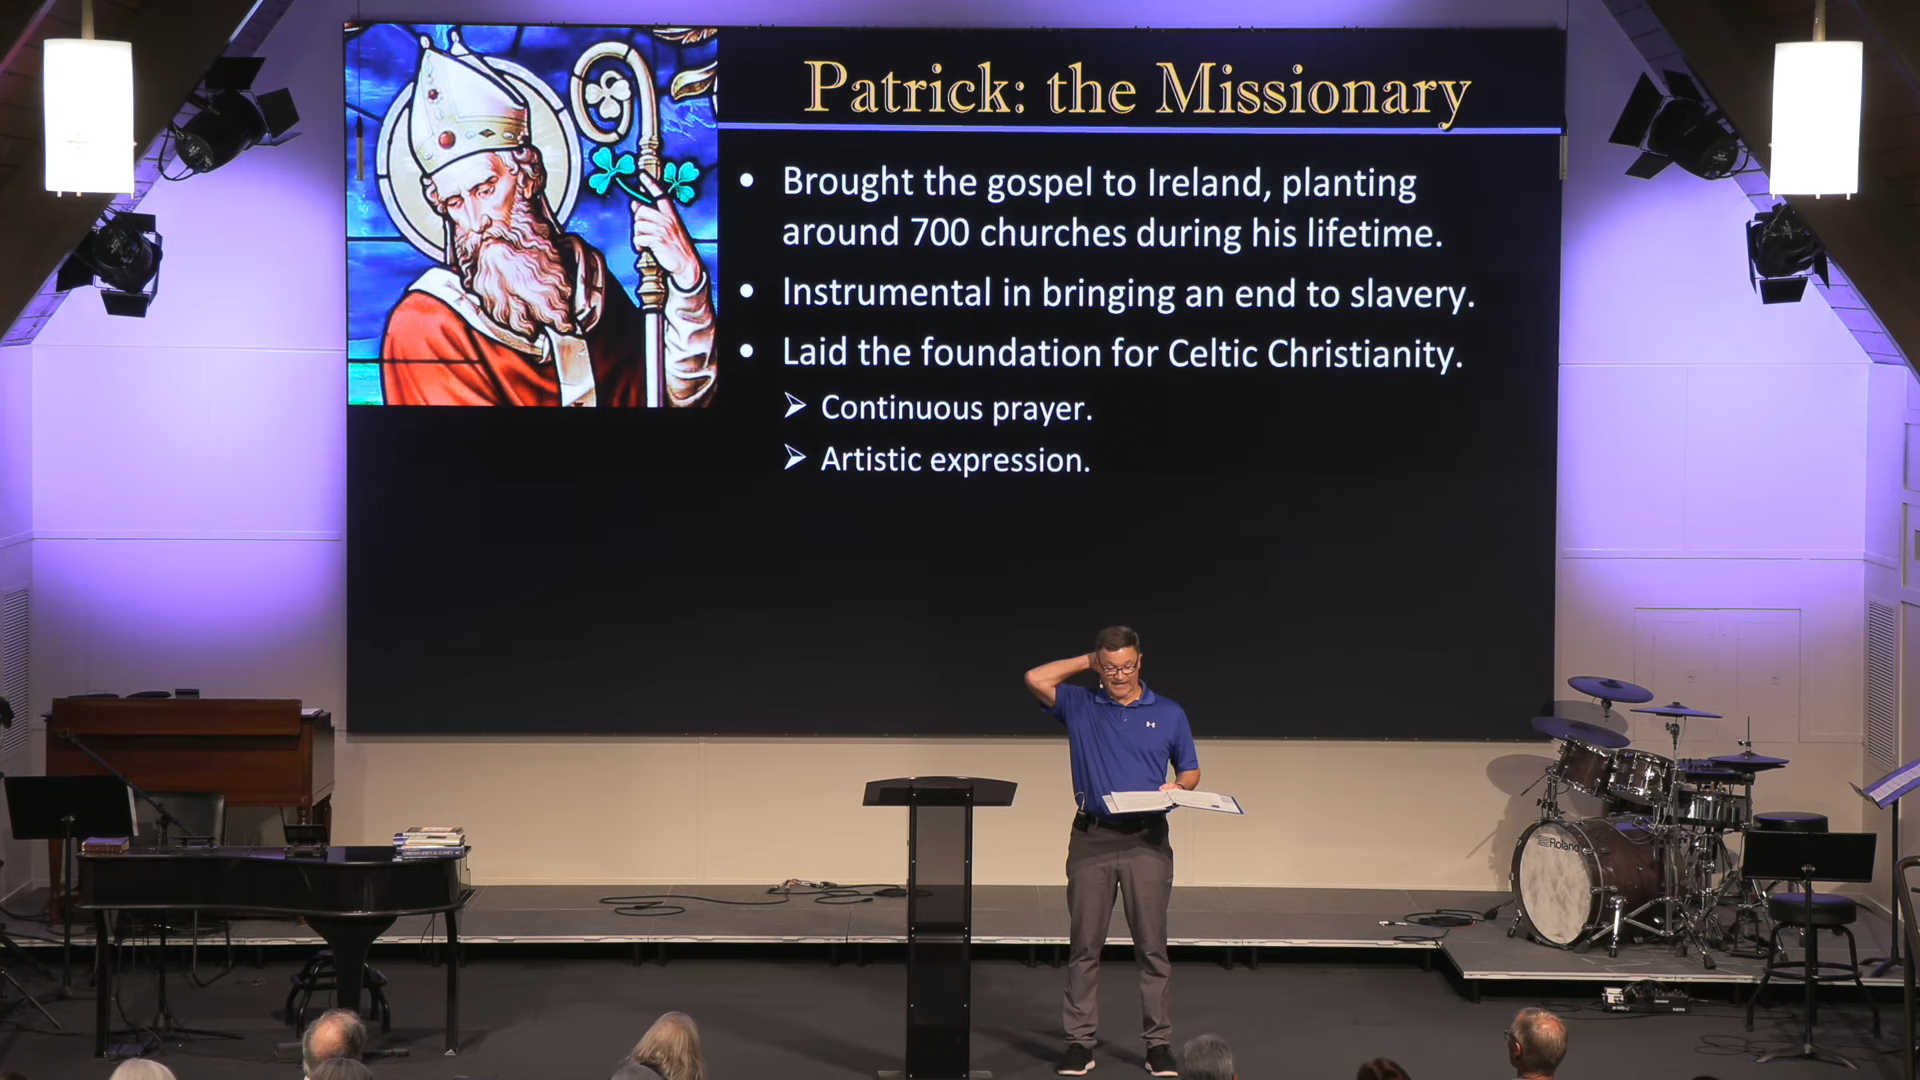 Patrick: the Missionary
• Brought the gospel to Ireland, planting
around 700 churches during his lifetime.
• Instrumental in bringing an end to slavery.
• Laid the foundation for Celtic Christianity.
➢ Continuous prayer.
➢ Artistic expression.
Roland